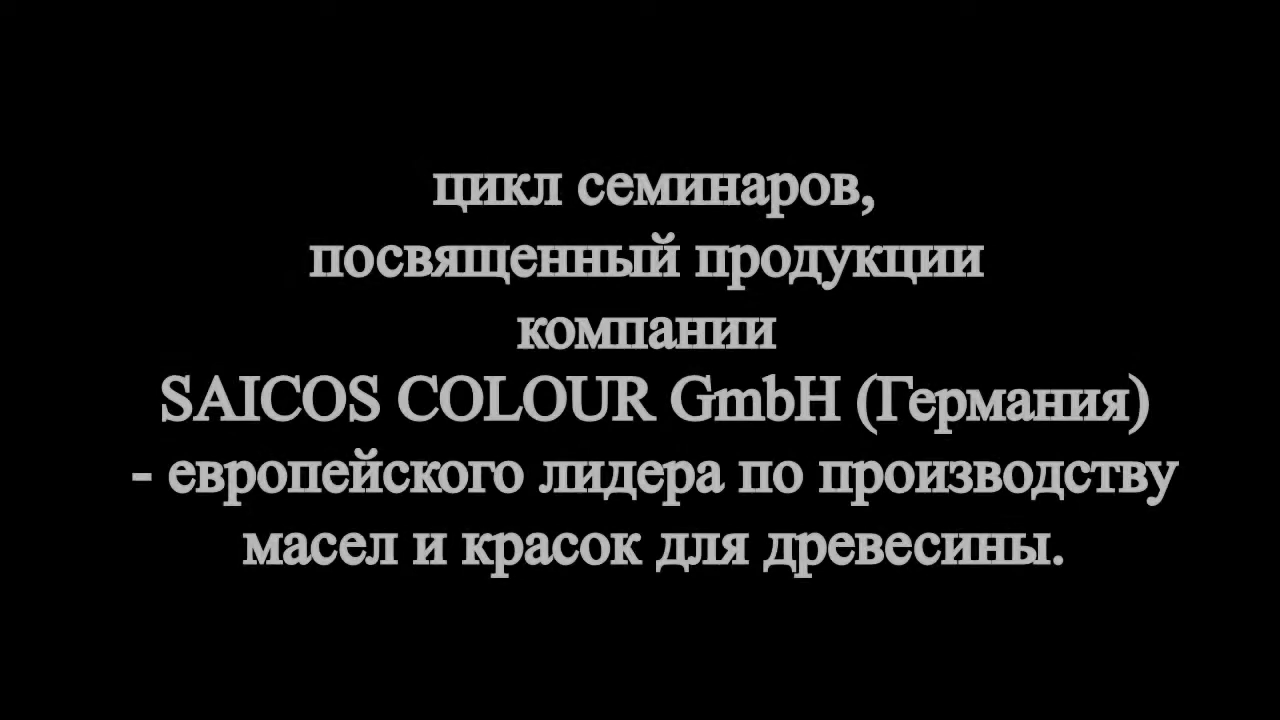 цикл семинаров,
посвященный продукции
компании
SAICOS COLOUR GmbH (Германия)
- европейского лидера по производству
масел и красок для древесины.